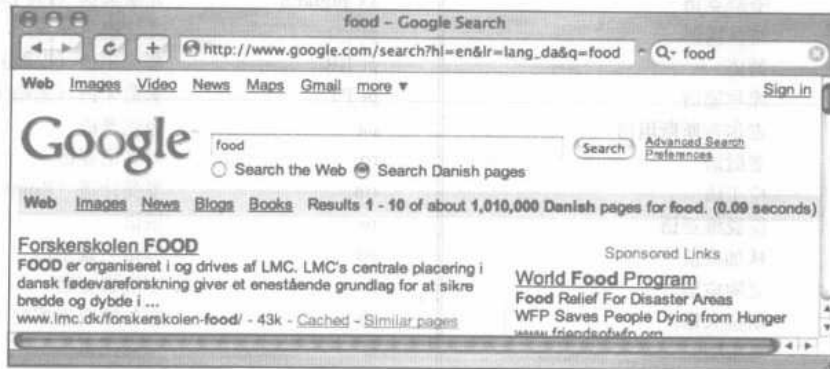 food – Google Search
http://www.google.com/search?hl=en&lr=lang_da&q=food
food
Web Images Video News Maps Gmail more ▼
Sign in
Google
food
Search
Advanced Search
Preferences
Search the Web Search Danish pages
Web Images News Blogs Books Results 1 - 10 of about 1,010,000 Danish pages for food. (0.09 seconds)
Forskerskolen FOOD
FOOD er organiseret i og drives af LMC. LMC's centrale placering i
dansk fødevareforskning giver et enestående grundlag for at sikre
bredde og dybde i ...
www.lmc.dk/forskerskolen-food/ - 43k - Cached - Similar pages
Sponsored Links
World Food Program
Food Relief For Disaster Areas
WFP Saves People Dying from Hunger
www.friendsofwfp.org